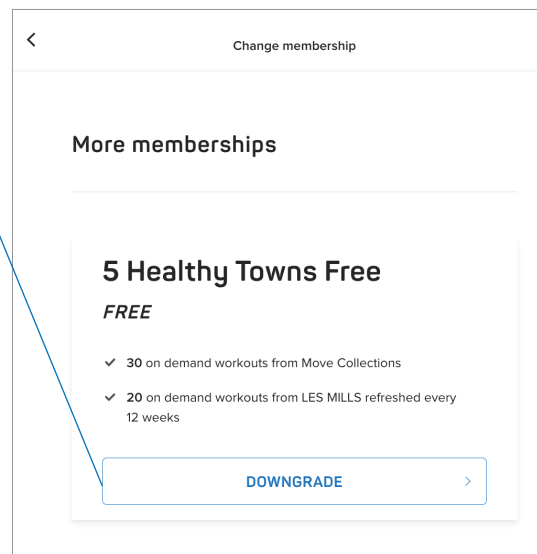 Change membership
More memberships
5 Healthy Towns Free
FREE
30 on demand workouts from Move Collections
20 on demand workouts from LES MILLS refreshed every
12 weeks
DOWNGRADE